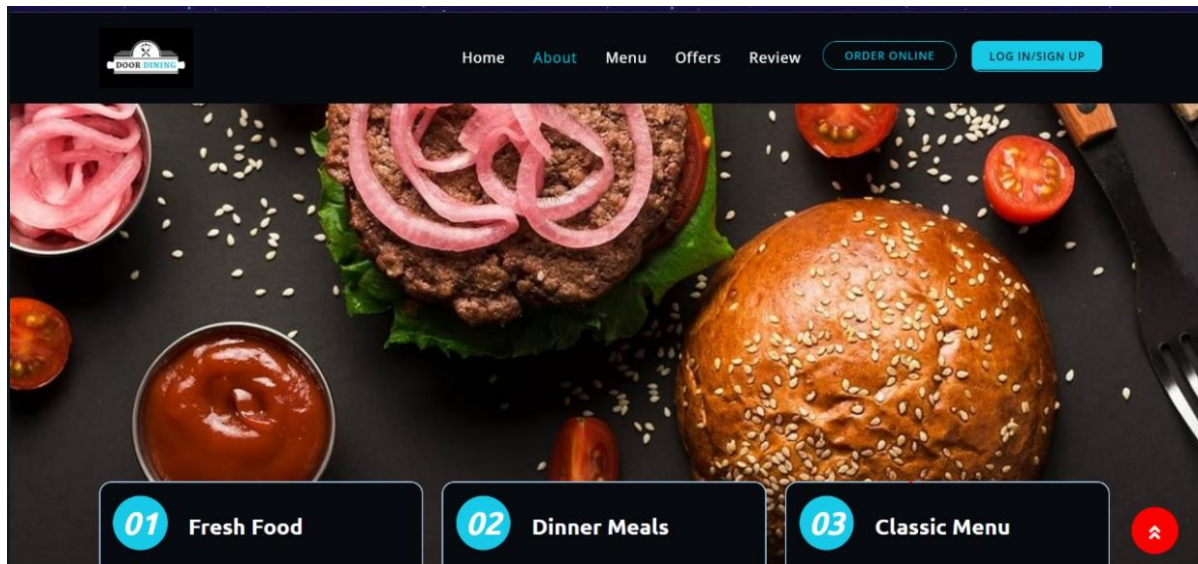 DOOR DINING
Home About Menu Offers Review ORDER ONLINE LOG IN/SIGN UP
01 Fresh Food
02 Dinner Meals
03 Classic Menu